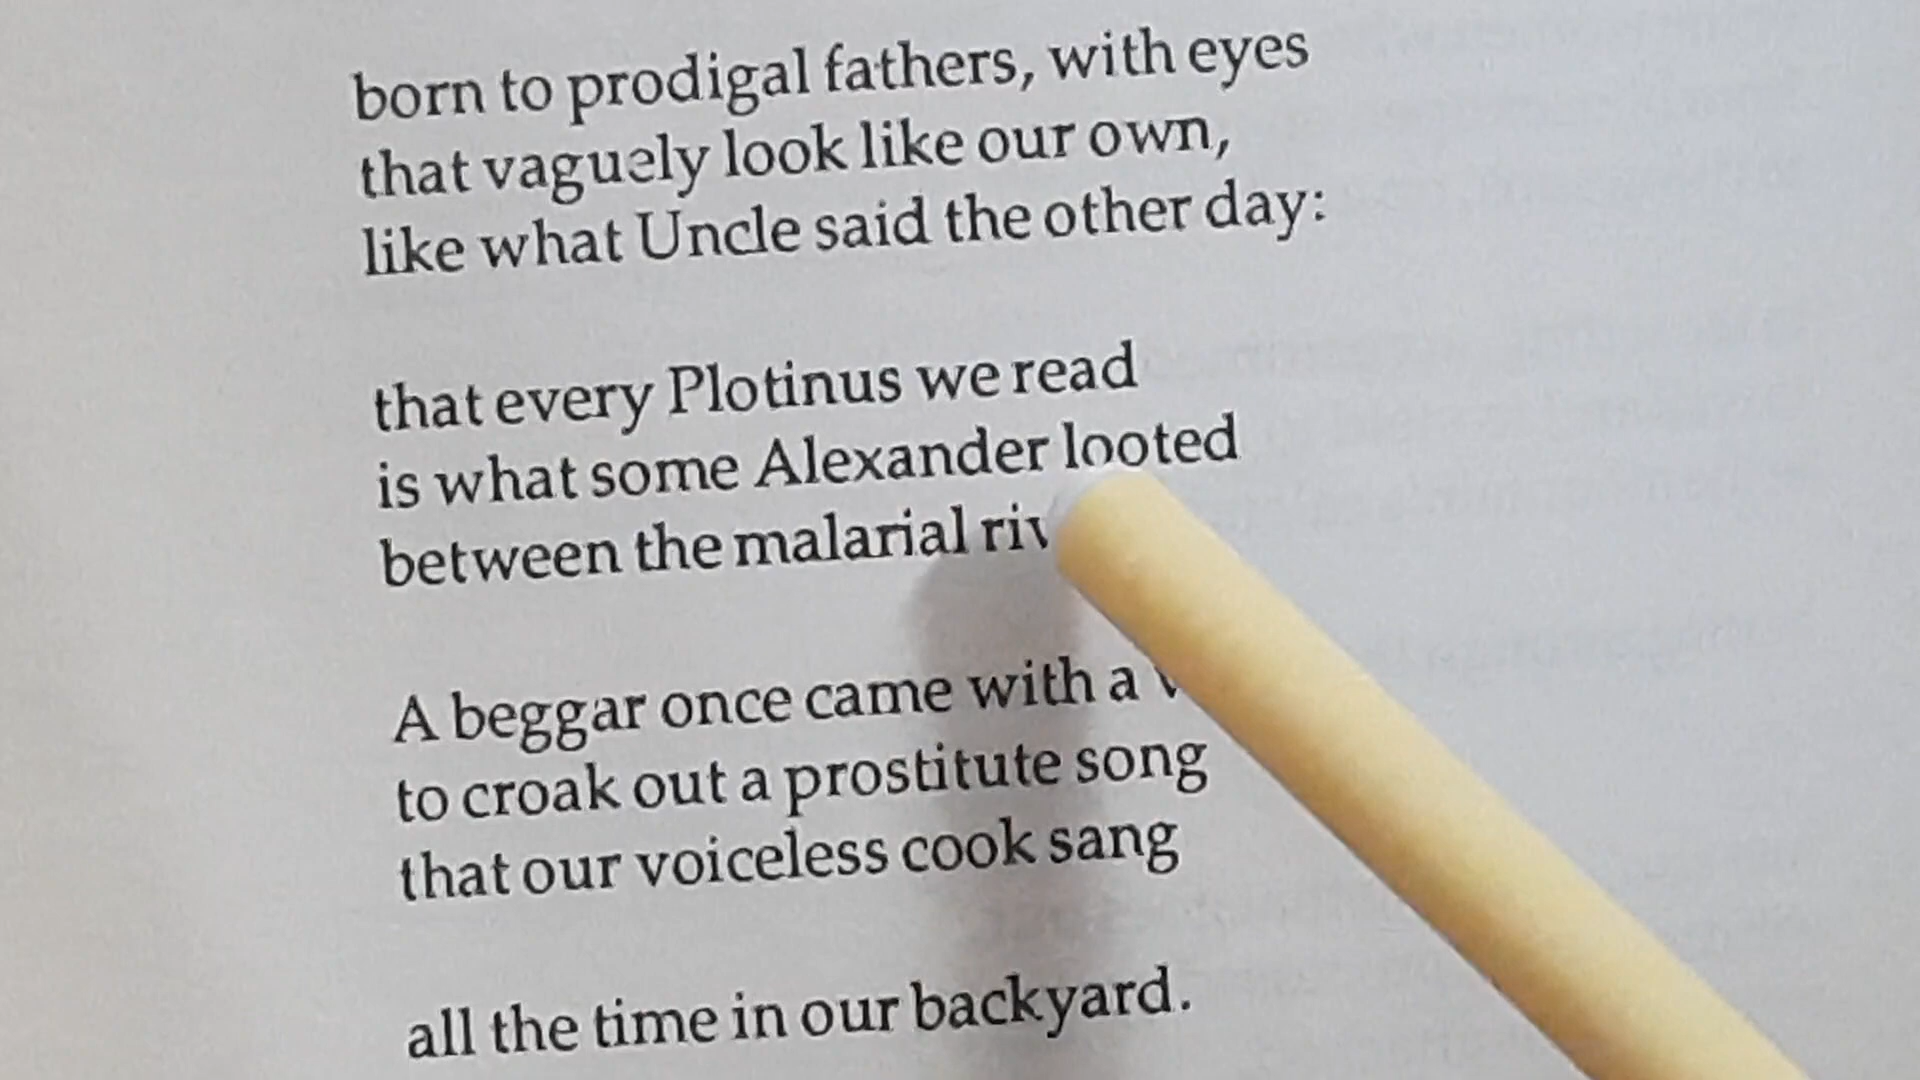 born to prodigal fathers, with eyes
that vaguely look like our own,
like what Uncle said the other day:
that every Plotinus we read
is what some Alexander looted
between the malarial
A beggar once came with a
to croak out a prostitute song
that our voiceless cook sang
all the time in our backyard.